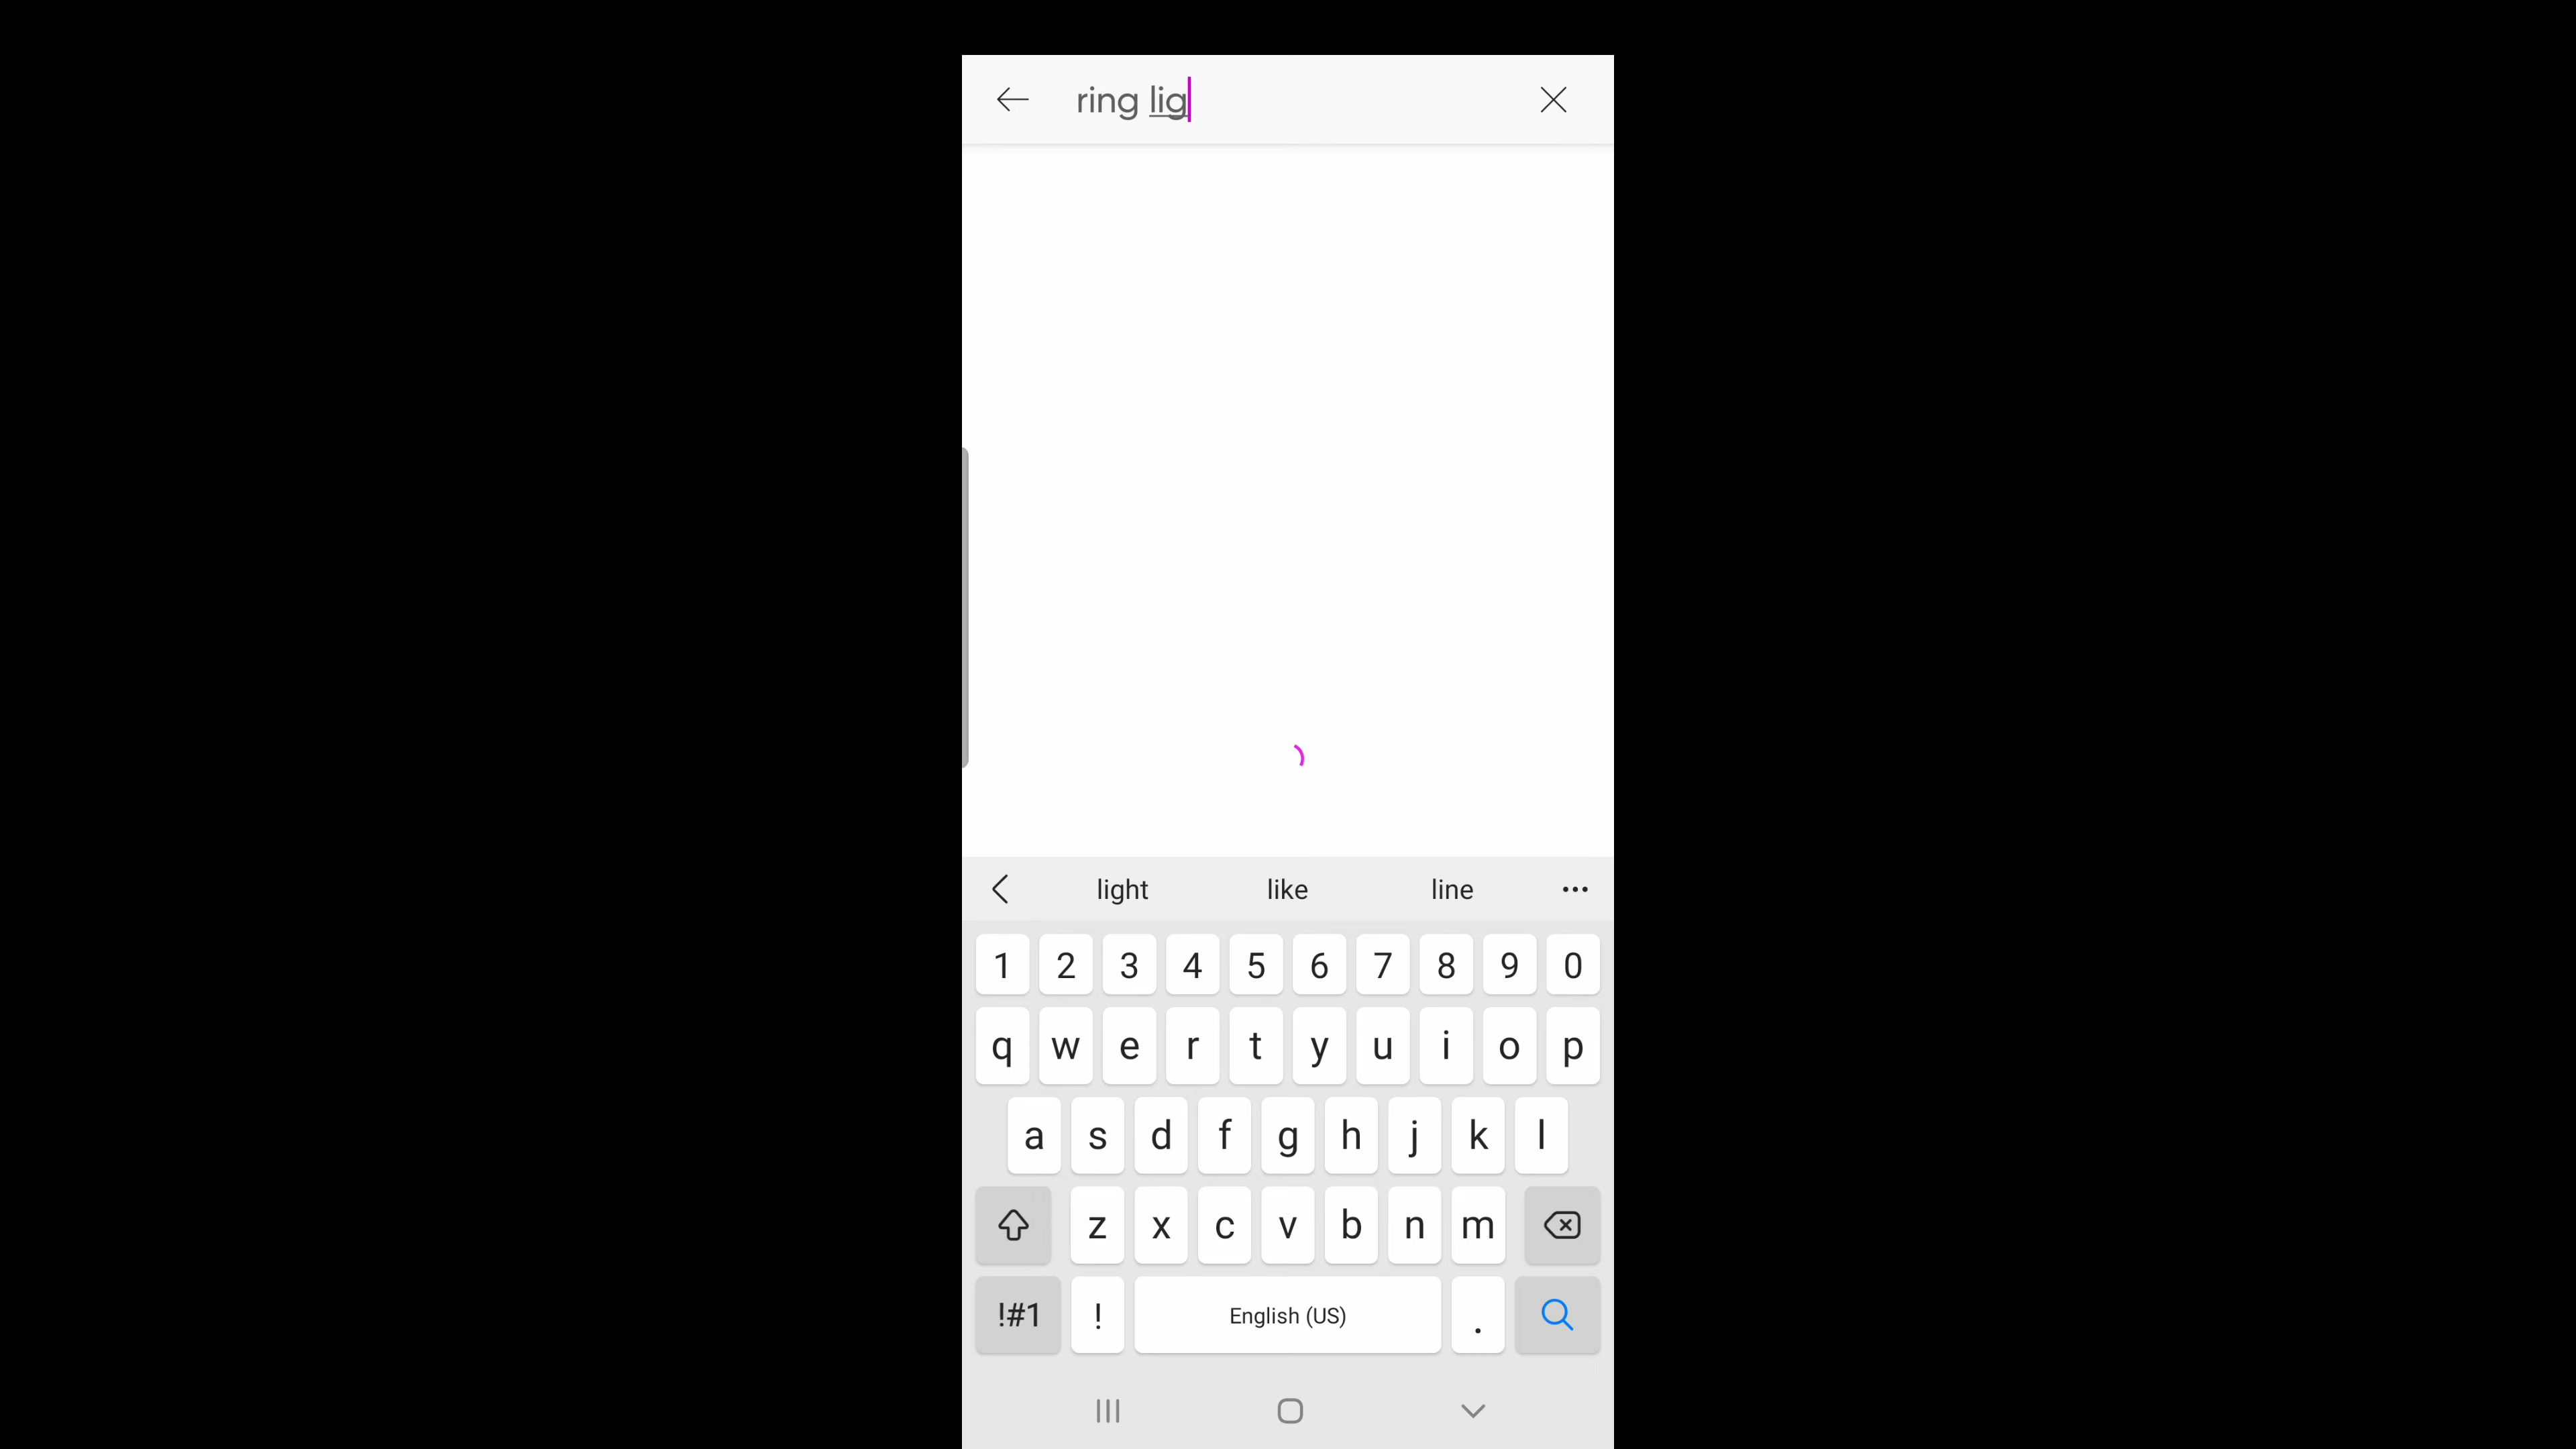 ring lig
light like line
1 2 3 4 5 6 7 8 9 0
q w e r t y u i o p
a s d f g h j k l
z x c v b n m
!#1 ! English (US) .